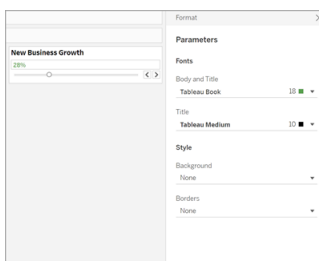 Format
Parameters
New Business Growth
28%
Fonts
Body and Title
Tableau Book 18
Title
Tableau Medium 10
Style
Background
None
Borders
None